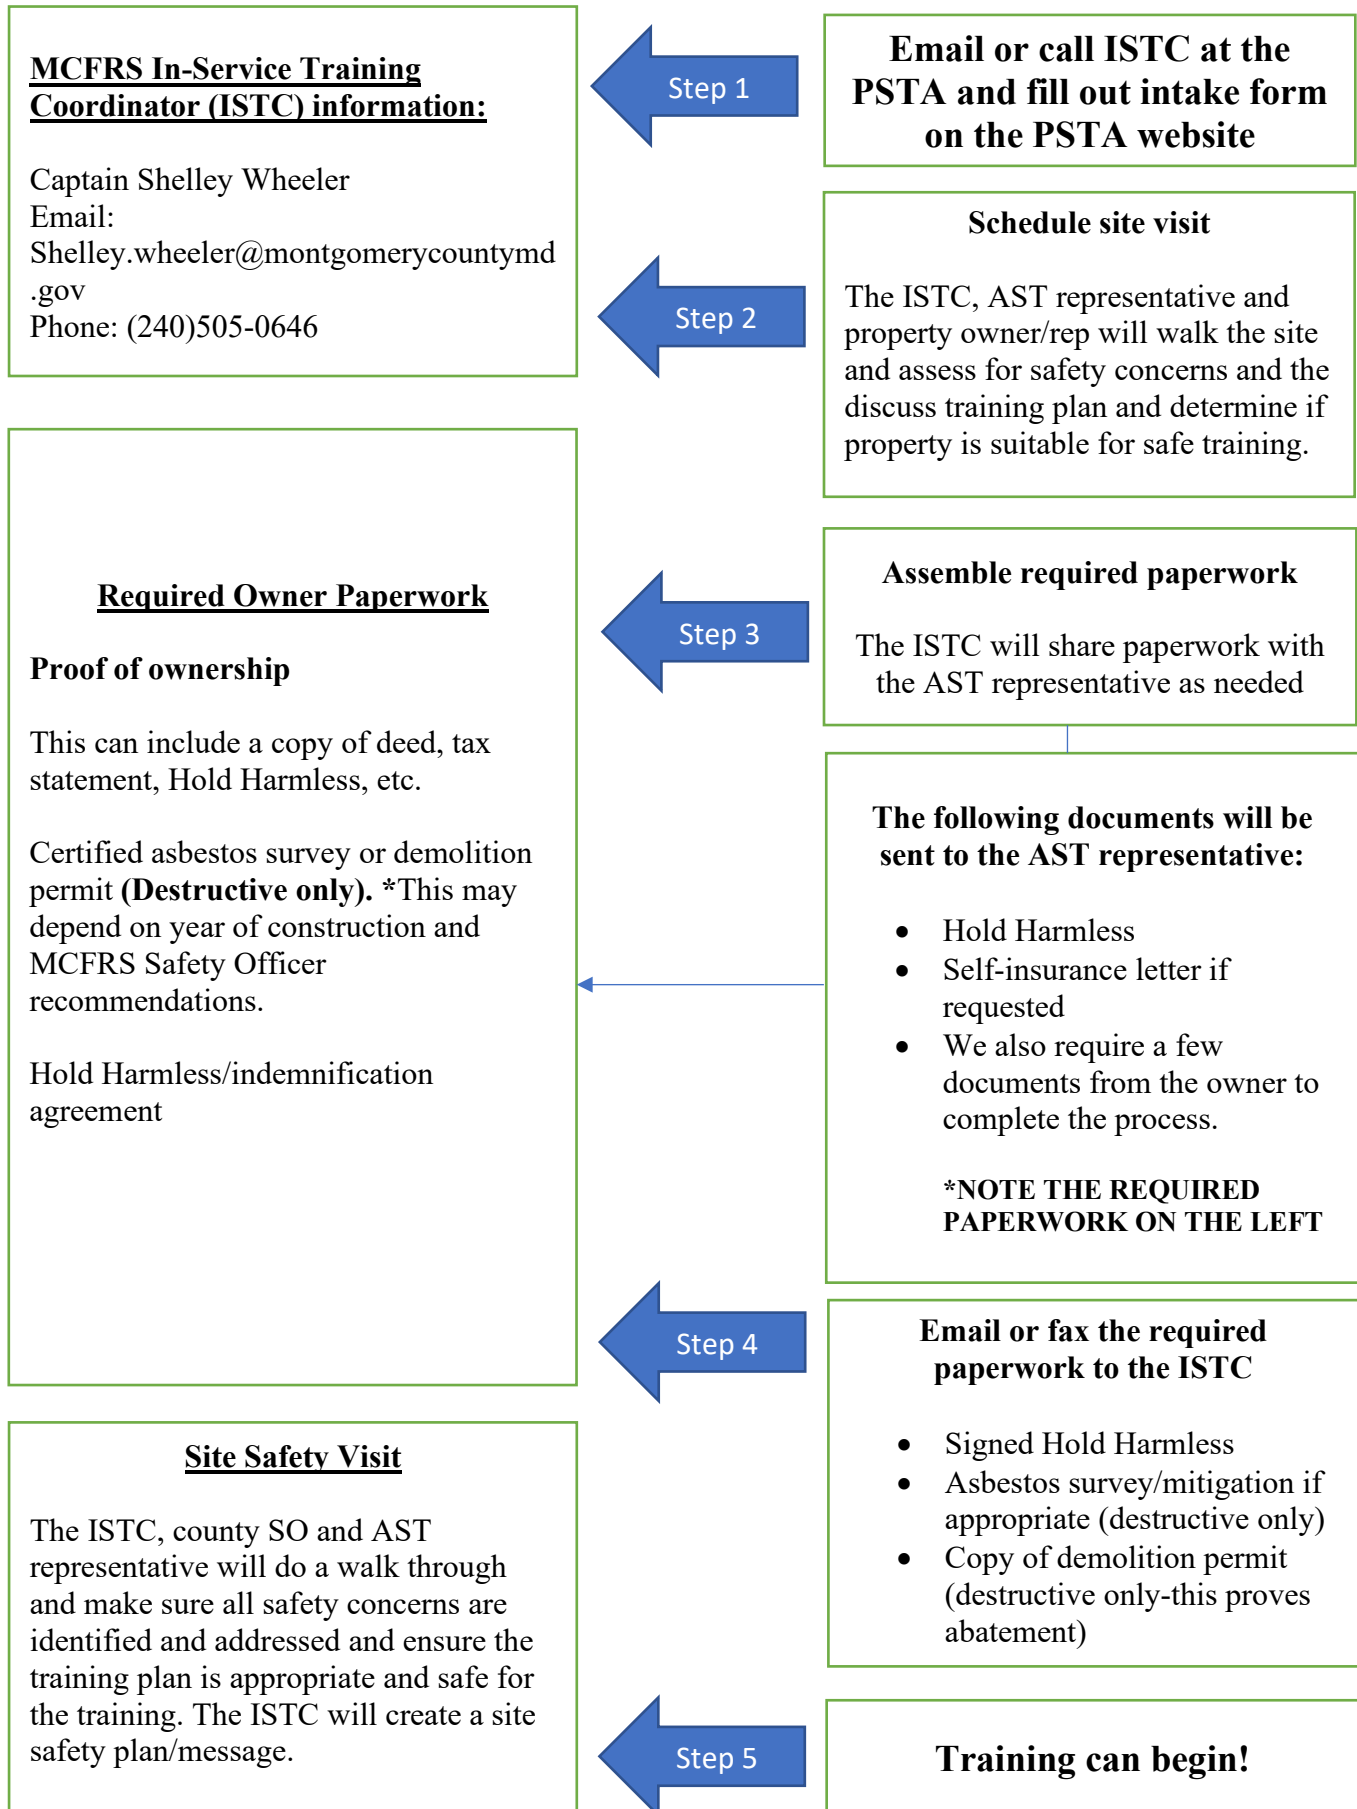 MCFRS In-Service Training
Coordinator (ISTC) information:
Captain Shelley Wheeler
Email:
Shelley.wheeler@montgomerycountymd
.gov
Phone: (240)505-0646
Step 1
Email or call ISTC at the
PSTA and fill out intake form
on the PSTA website
Step 2
Schedule site visit
The ISTC, AST representative and
property owner/rep will walk the site
and assess for safety concerns and the
discuss training plan and determine if
property is suitable for safe training.
Required Owner Paperwork
Proof of ownership
This can include a copy of deed, tax
statement, Hold Harmless, etc.
Certified asbestos survey or demolition
permit (Destructive only). *This may
depend on year of construction and
MCFRS Safety Officer
recommendations.
Hold Harmless/indemnification
agreement
Step 3
Assemble required paperwork
The ISTC will share paperwork with
the AST representative as needed
The following documents will be
sent to the AST representative:
• Hold Harmless
• Self-insurance letter if
requested
• We also require a few
documents from the owner to
complete the process.
*NOTE THE REQUIRED
PAPERWORK ON THE LEFT
Step 4
Email or fax the required
paperwork to the ISTC
• Signed Hold Harmless
• Asbestos survey/mitigation if
appropriate (destructive only)
• Copy of demolition permit
(destructive only-this proves
abatement)
Site Safety Visit
The ISTC, county SO and AST
representative will do a walk through
and make sure all safety concerns are
identified and addressed and ensure the
training plan is appropriate and safe for
the training. The ISTC will create a site
safety plan/message.
Step 5
Training can begin!